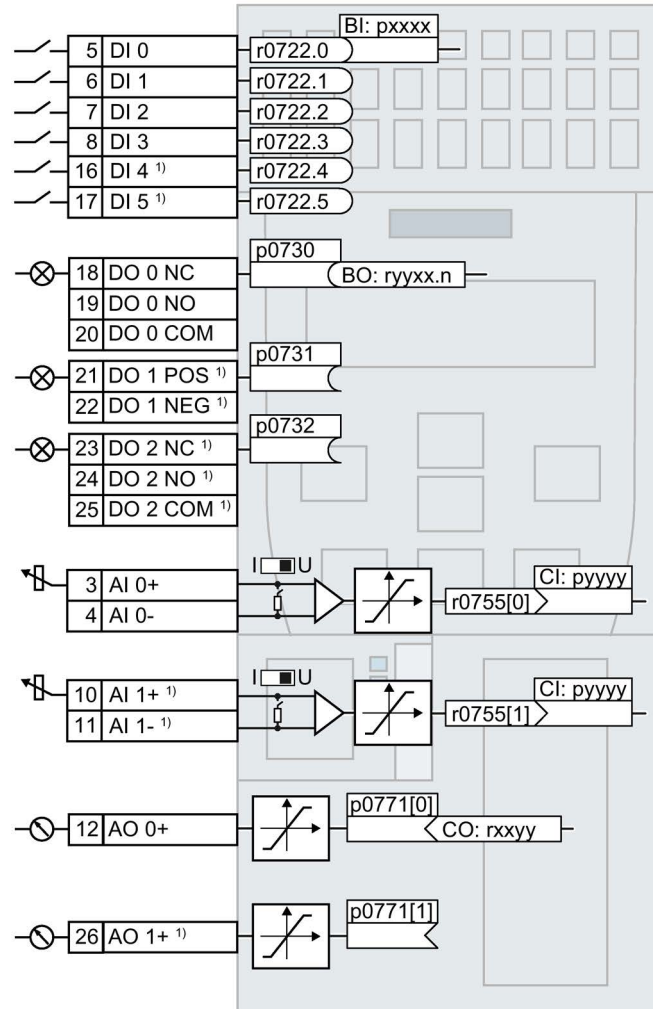 BI: pxxxx
5 DI 0 r0722.0
6 DI 1 r0722.1
7 DI 2 r0722.2
8 DI 3 r0722.3
16 DI 4 1) r0722.4
17 DI 5 1) r0722.5
p0730
18 DO 0 NC BO: ryyxx.n
19 DO 0 NO
20 DO 0 COM
p0731
21 DO 1 POS 1)
22 DO 1 NEG 1)
p0732
23 DO 2 NC 1)
24 DO 2 NO 1)
25 DO 2 COM 1)
I U
CI: pyyyy
3 AI 0+
r0755[0]
4 AI 0-
I U
CI: pyyyy
10 AI 1+ 1)
r0755[1]
11 AI 1- 1)
p0771[0]
12 AO 0+ CO: rxxyy
p0771[1]
26 AO 1+ 1)